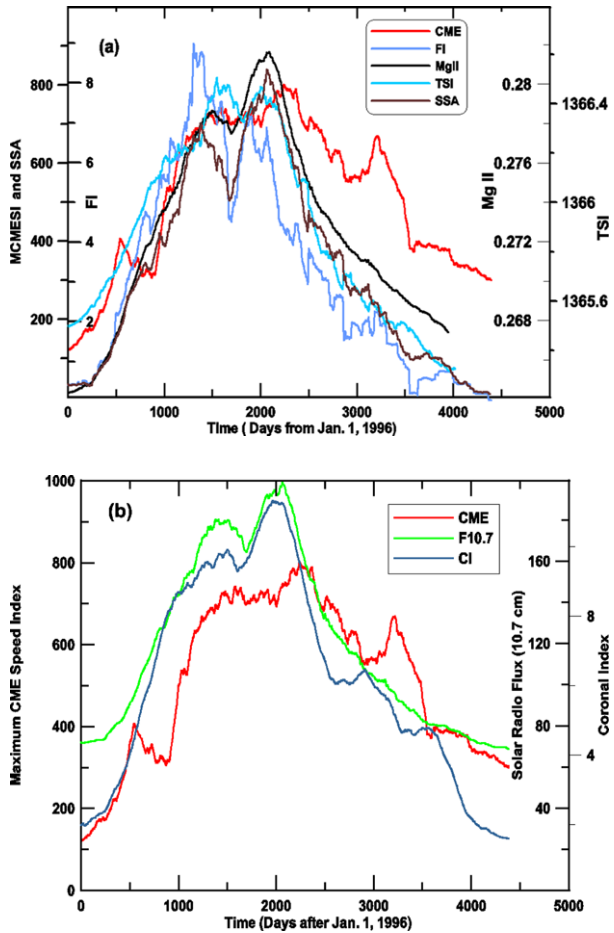 (a)
CME
FI
MgII
TSI
SSA
800
600
400
200
8
6
4
2
0.28
0.276
0.272
0.268
1366.4
1366
1365.6
MCMESI and SSA
FI
Mg II
TSI
0 1000 2000 3000 4000 5000
Time ( Days from Jan. 1, 1996)
(b)
CME
F10.7
CI
1000
800
600
400
200
0
160
120
80
40
8
4
Maximum CME Speed Index
Solar Radio Flux (10.7 cm)
Coronal Index
0 1000 2000 3000 4000 5000
Time (Days after Jan. 1, 1996)